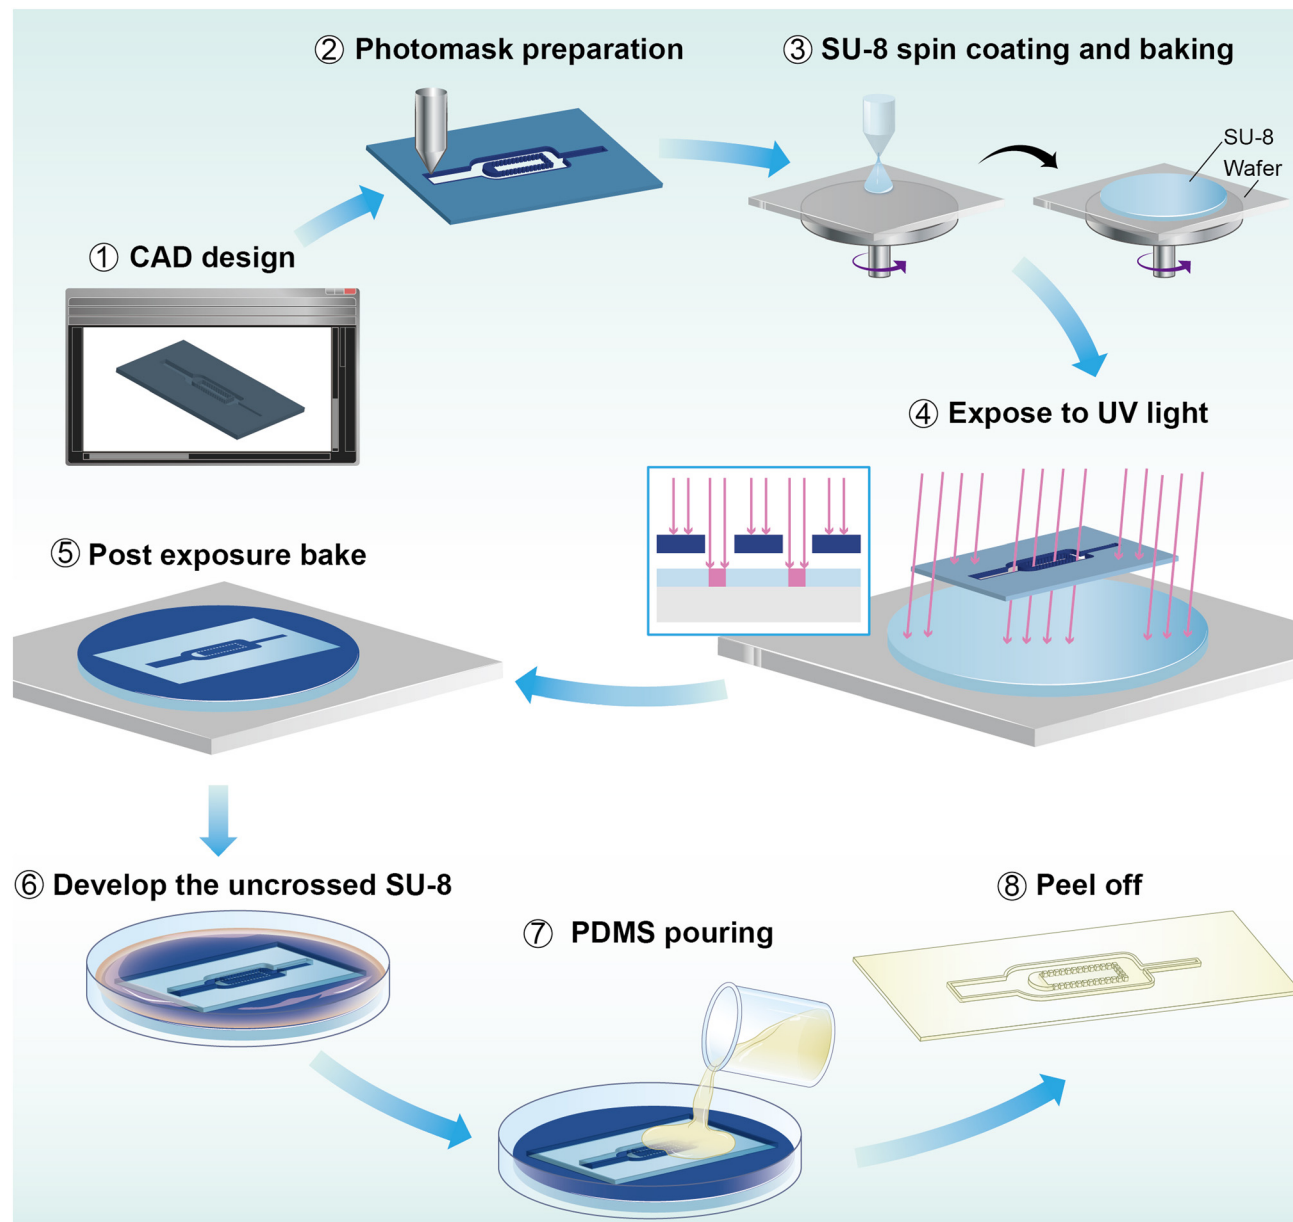 ① CAD design
② Photomask preparation
③ SU-8 spin coating and baking
SU-8
Wafer
④ Expose to UV light
⑤ Post exposure bake
⑥ Develop the uncrossed SU-8
⑦ PDMS pouring
⑧ Peel off